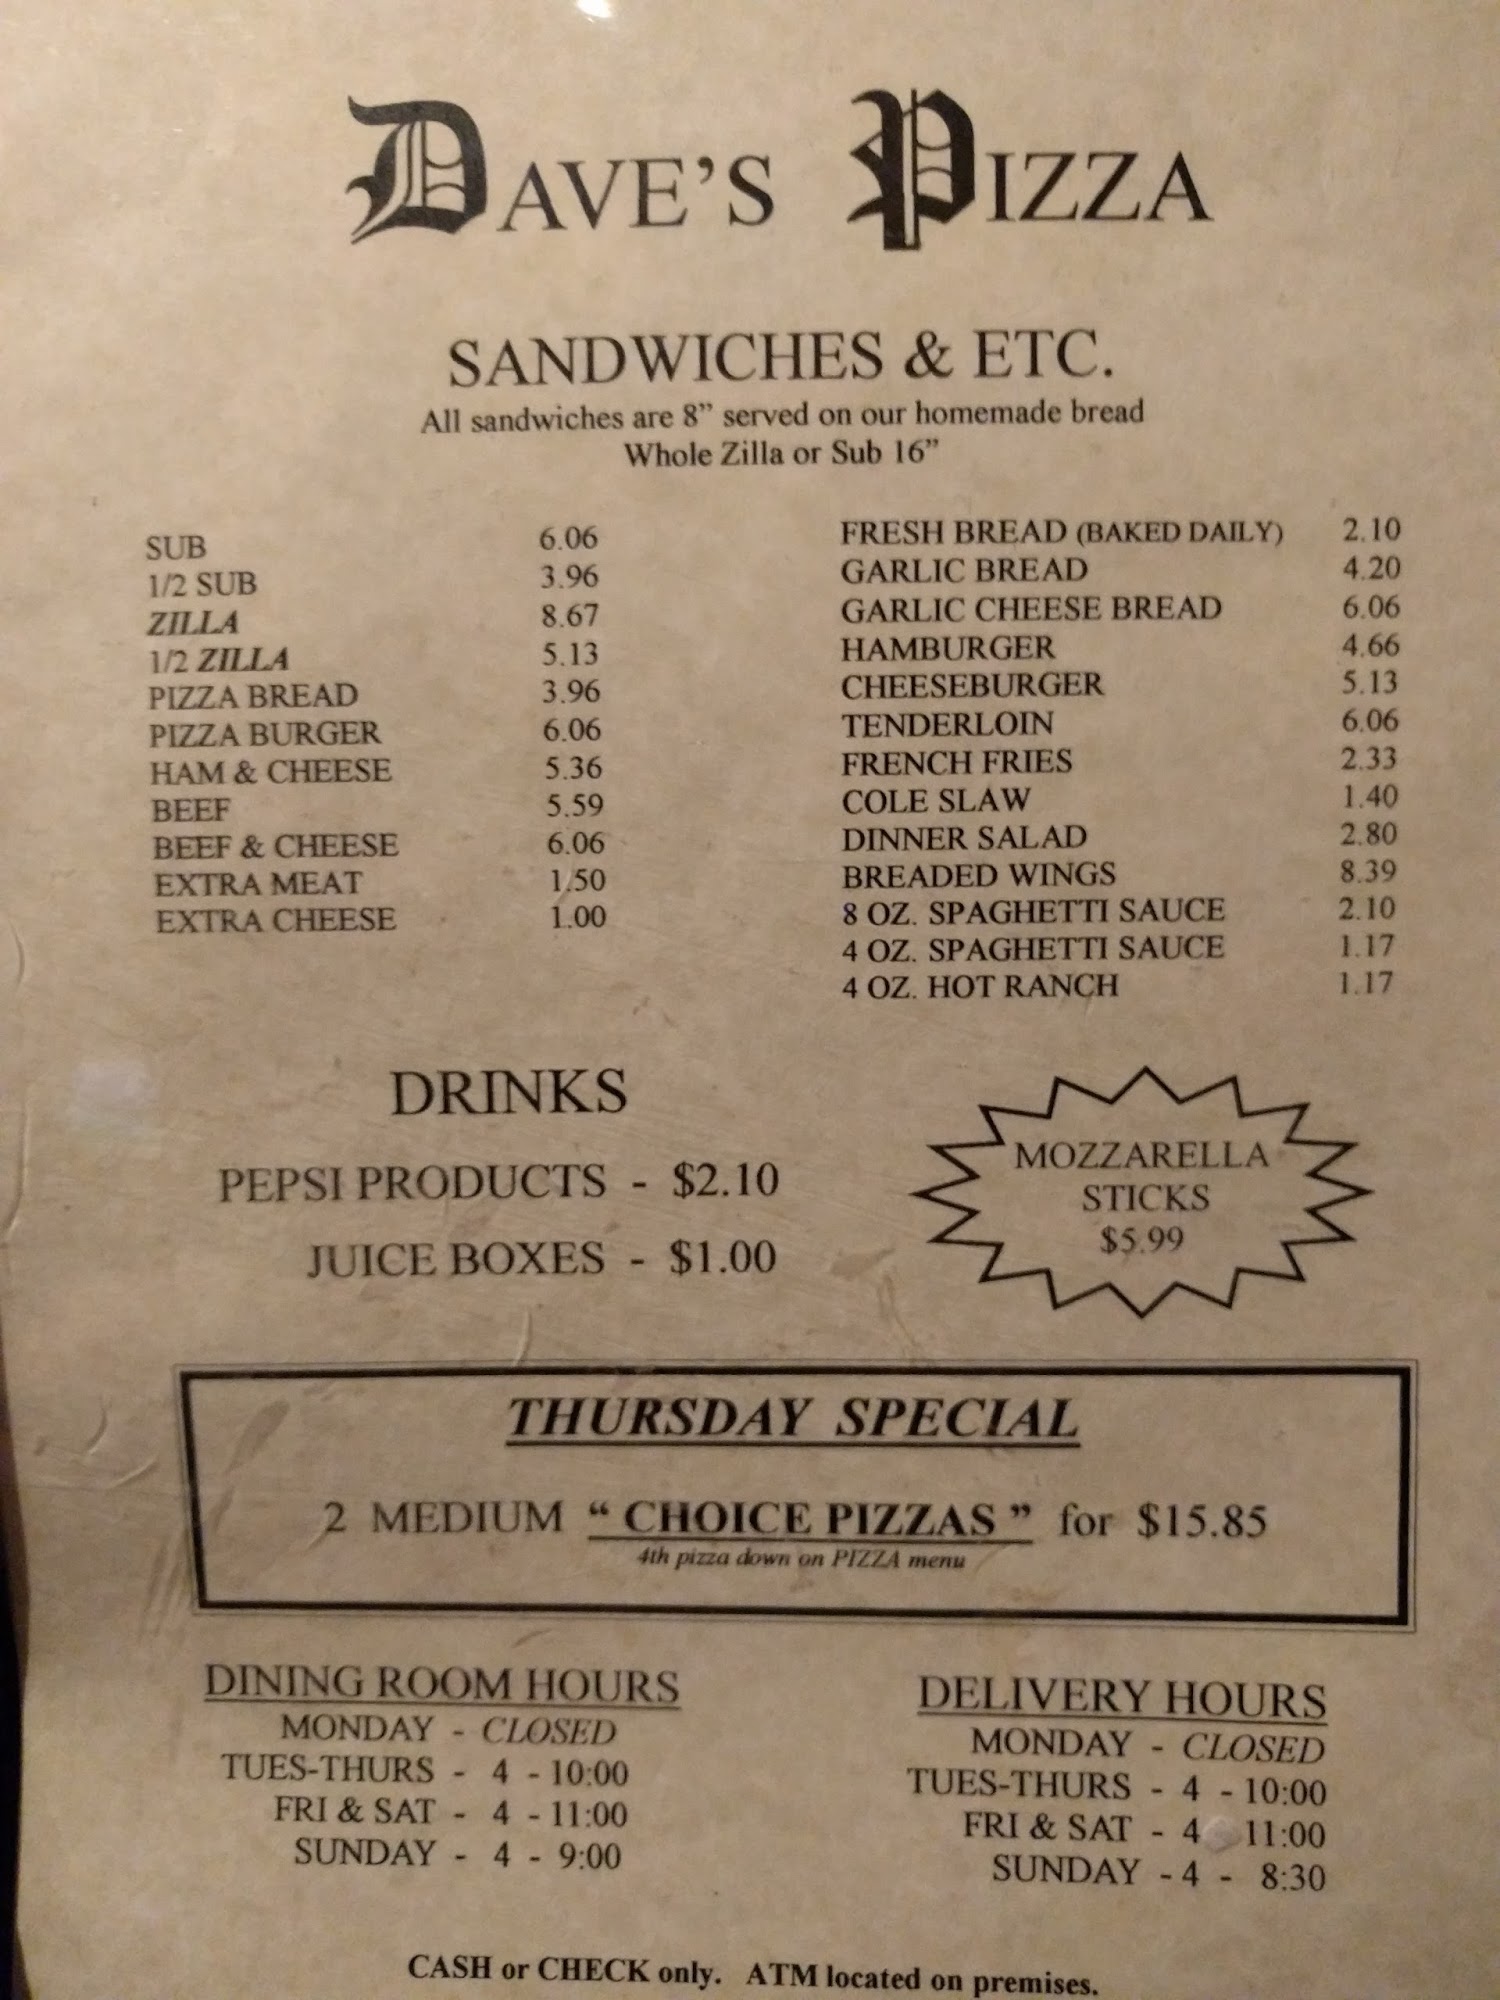 DAVE'S PIZZA
SANDWICHES & ETC.
All sandwiches are 8” served on our homemade bread
Whole Zilla or Sub 16”
SUB 6.06
1/2 SUB 3.96
ZILLA 8.67
1/2 ZILLA 5.13
PIZZA BREAD 3.96
PIZZA BURGER 6.06
HAM & CHEESE 5.36
BEEF 5.59
BEEF & CHEESE 6.06
EXTRA MEAT 1.50
EXTRA CHEESE 1.00
FRESH BREAD (BAKED DAILY) 2.10
GARLIC BREAD 4.20
GARLIC CHEESE BREAD 6.06
HAMBURGER 4.66
CHEESEBURGER 5.13
TENDERLOIN 6.06
FRENCH FRIES 2.33
COLE SLAW 1.40
DINNER SALAD 2.80
BREADED WINGS 8.39
8 OZ. SPAGHETTI SAUCE 2.10
4 OZ. SPAGHETTI SAUCE 1.17
4 OZ. HOT RANCH 1.17
DRINKS
PEPSI PRODUCTS - $2.10
JUICE BOXES - $1.00
MOZZARELLA
STICKS
$5.99
THURSDAY SPECIAL
2 MEDIUM “ CHOICE PIZZAS ” for $15.85
4th pizza down on PIZZA menu
DINING ROOM HOURS
MONDAY - CLOSED
TUES-THURS - 4 - 10:00
FRI & SAT - 4 - 11:00
SUNDAY - 4 - 9:00
DELIVERY HOURS
MONDAY - CLOSED
TUES-THURS - 4 - 10:00
FRI & SAT - 4 11:00
SUNDAY - 4 - 8:30
CASH or CHECK only. ATM located on premises.